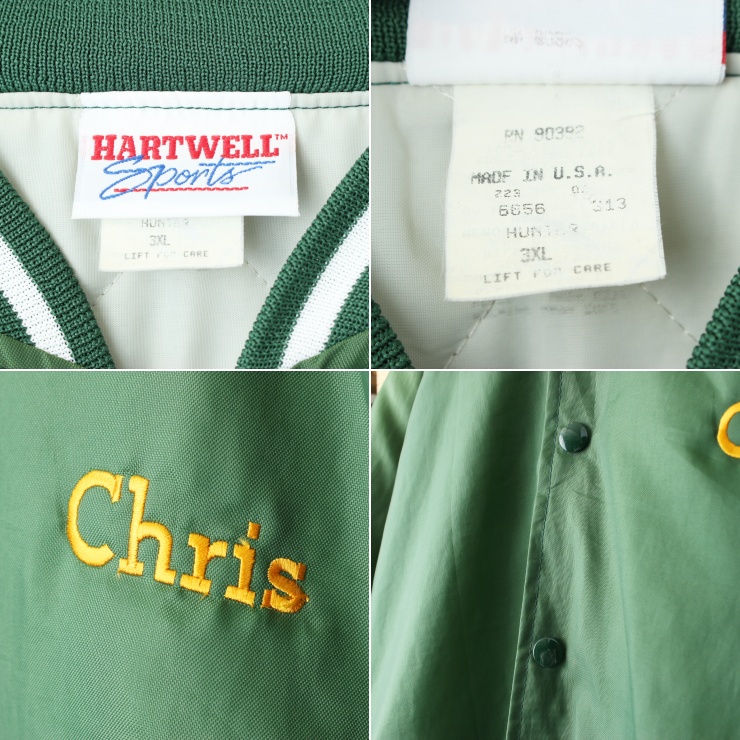 HARTWELL™
Sports
HUNTER
3XL
LIFT FOR CARE
RN 90392
MADE IN U.S.A.
223
6656 313
HUNTER
3XL
LIFT FOR CARE
Chris